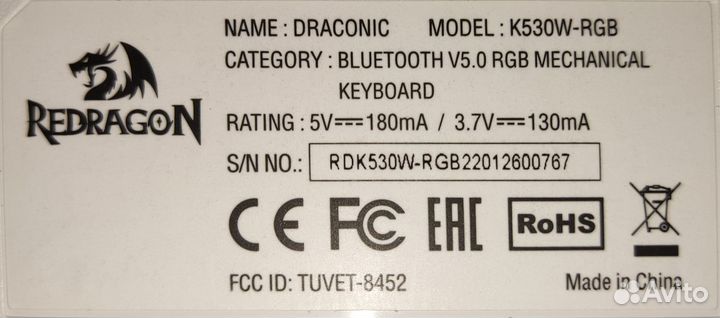 REDRAGON
NAME : DRACONIC MODEL : K530W-RGB
CATEGORY : BLUETOOTH V5.0 RGB MECHANICAL
KEYBOARD
RATING : 5V⎓180mA / 3.7V⎓130mA
S/N NO.: RDK530W-RGB22012600767
CE FC EAC RoHS
FCC ID: TUVET-8452 Made in China
Avito